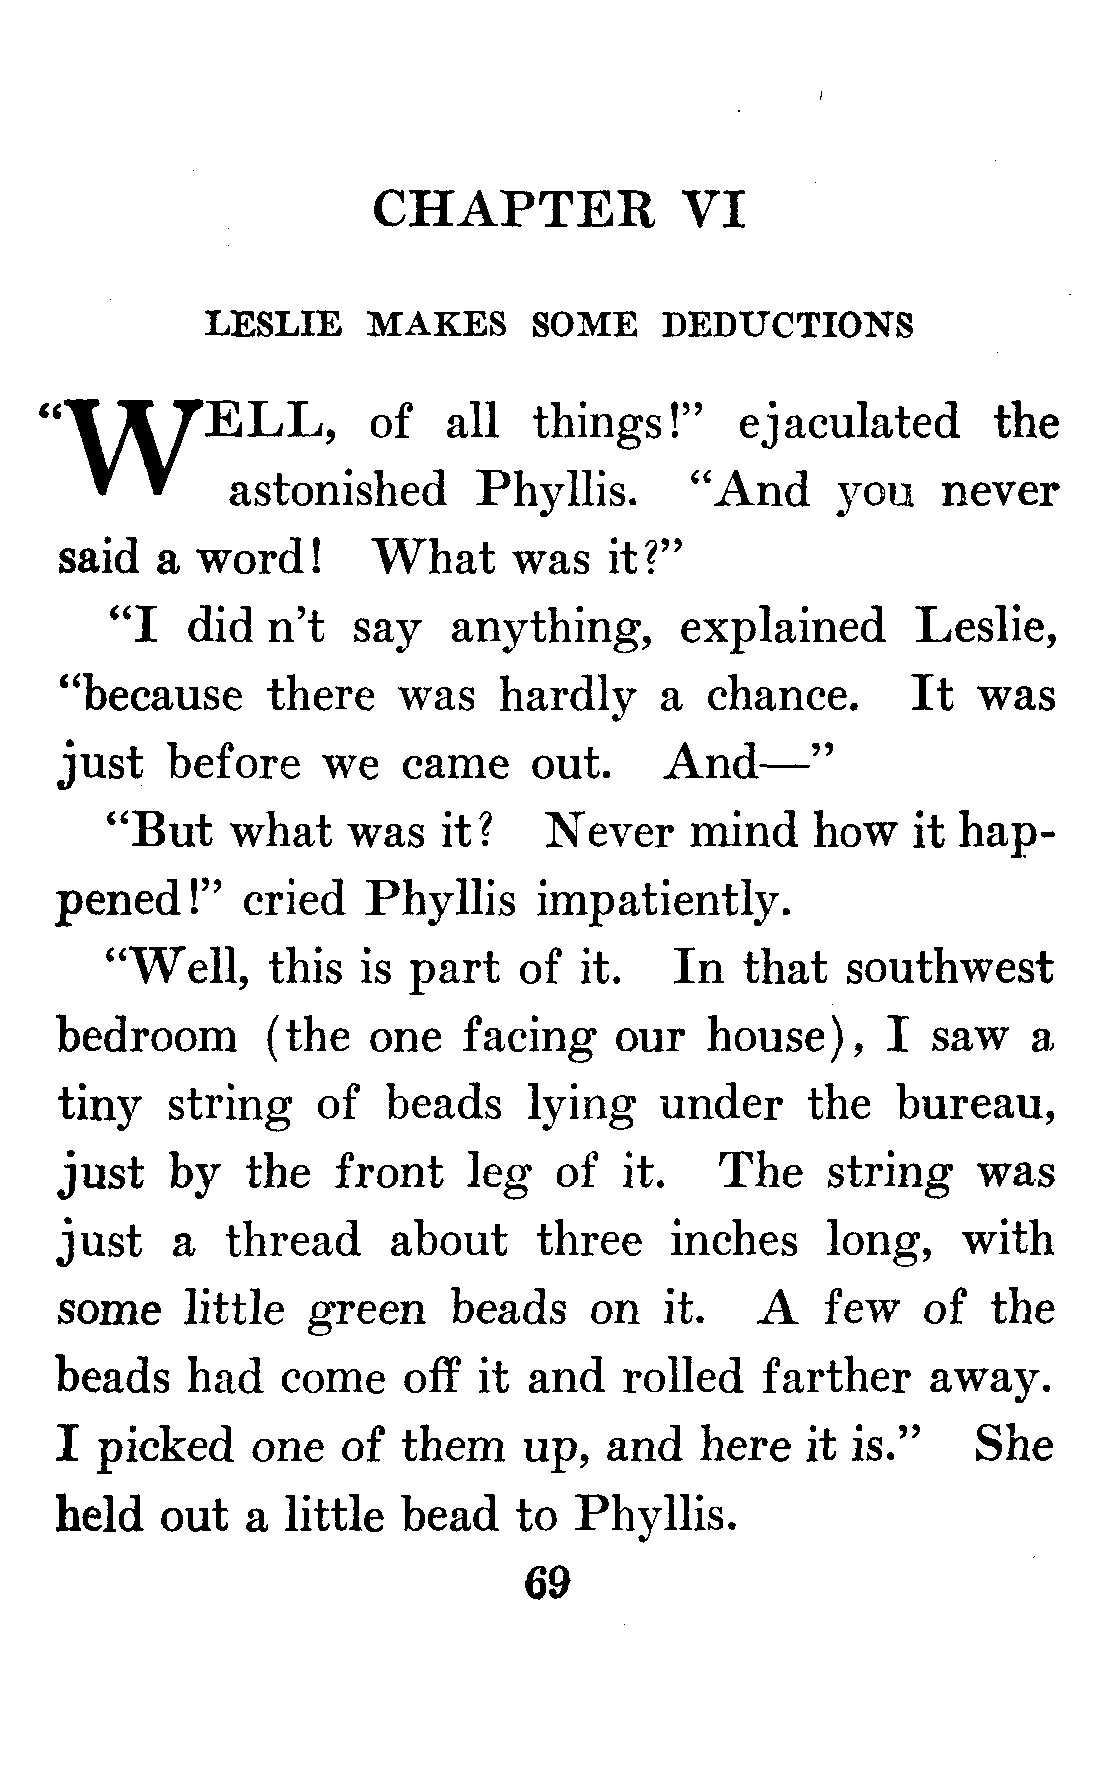 CHAPTER VI
LESLIE MAKES SOME DEDUCTIONS
“WELL, of all things!” ejaculated the
astonished Phyllis. “And you never
said a word! What was it?”
“I did n’t say anything, explained Leslie,
“because there was hardly a chance. It was
just before we came out. And—”
“But what was it? Never mind how it hap-
pened!” cried Phyllis impatiently.
“Well, this is part of it. In that southwest
bedroom (the one facing our house), I saw a
tiny string of beads lying under the bureau,
just by the front leg of it. The string was
just a thread about three inches long, with
some little green beads on it. A few of the
beads had come off it and rolled farther away.
I picked one of them up, and here it is.” She
held out a little bead to Phyllis.
69